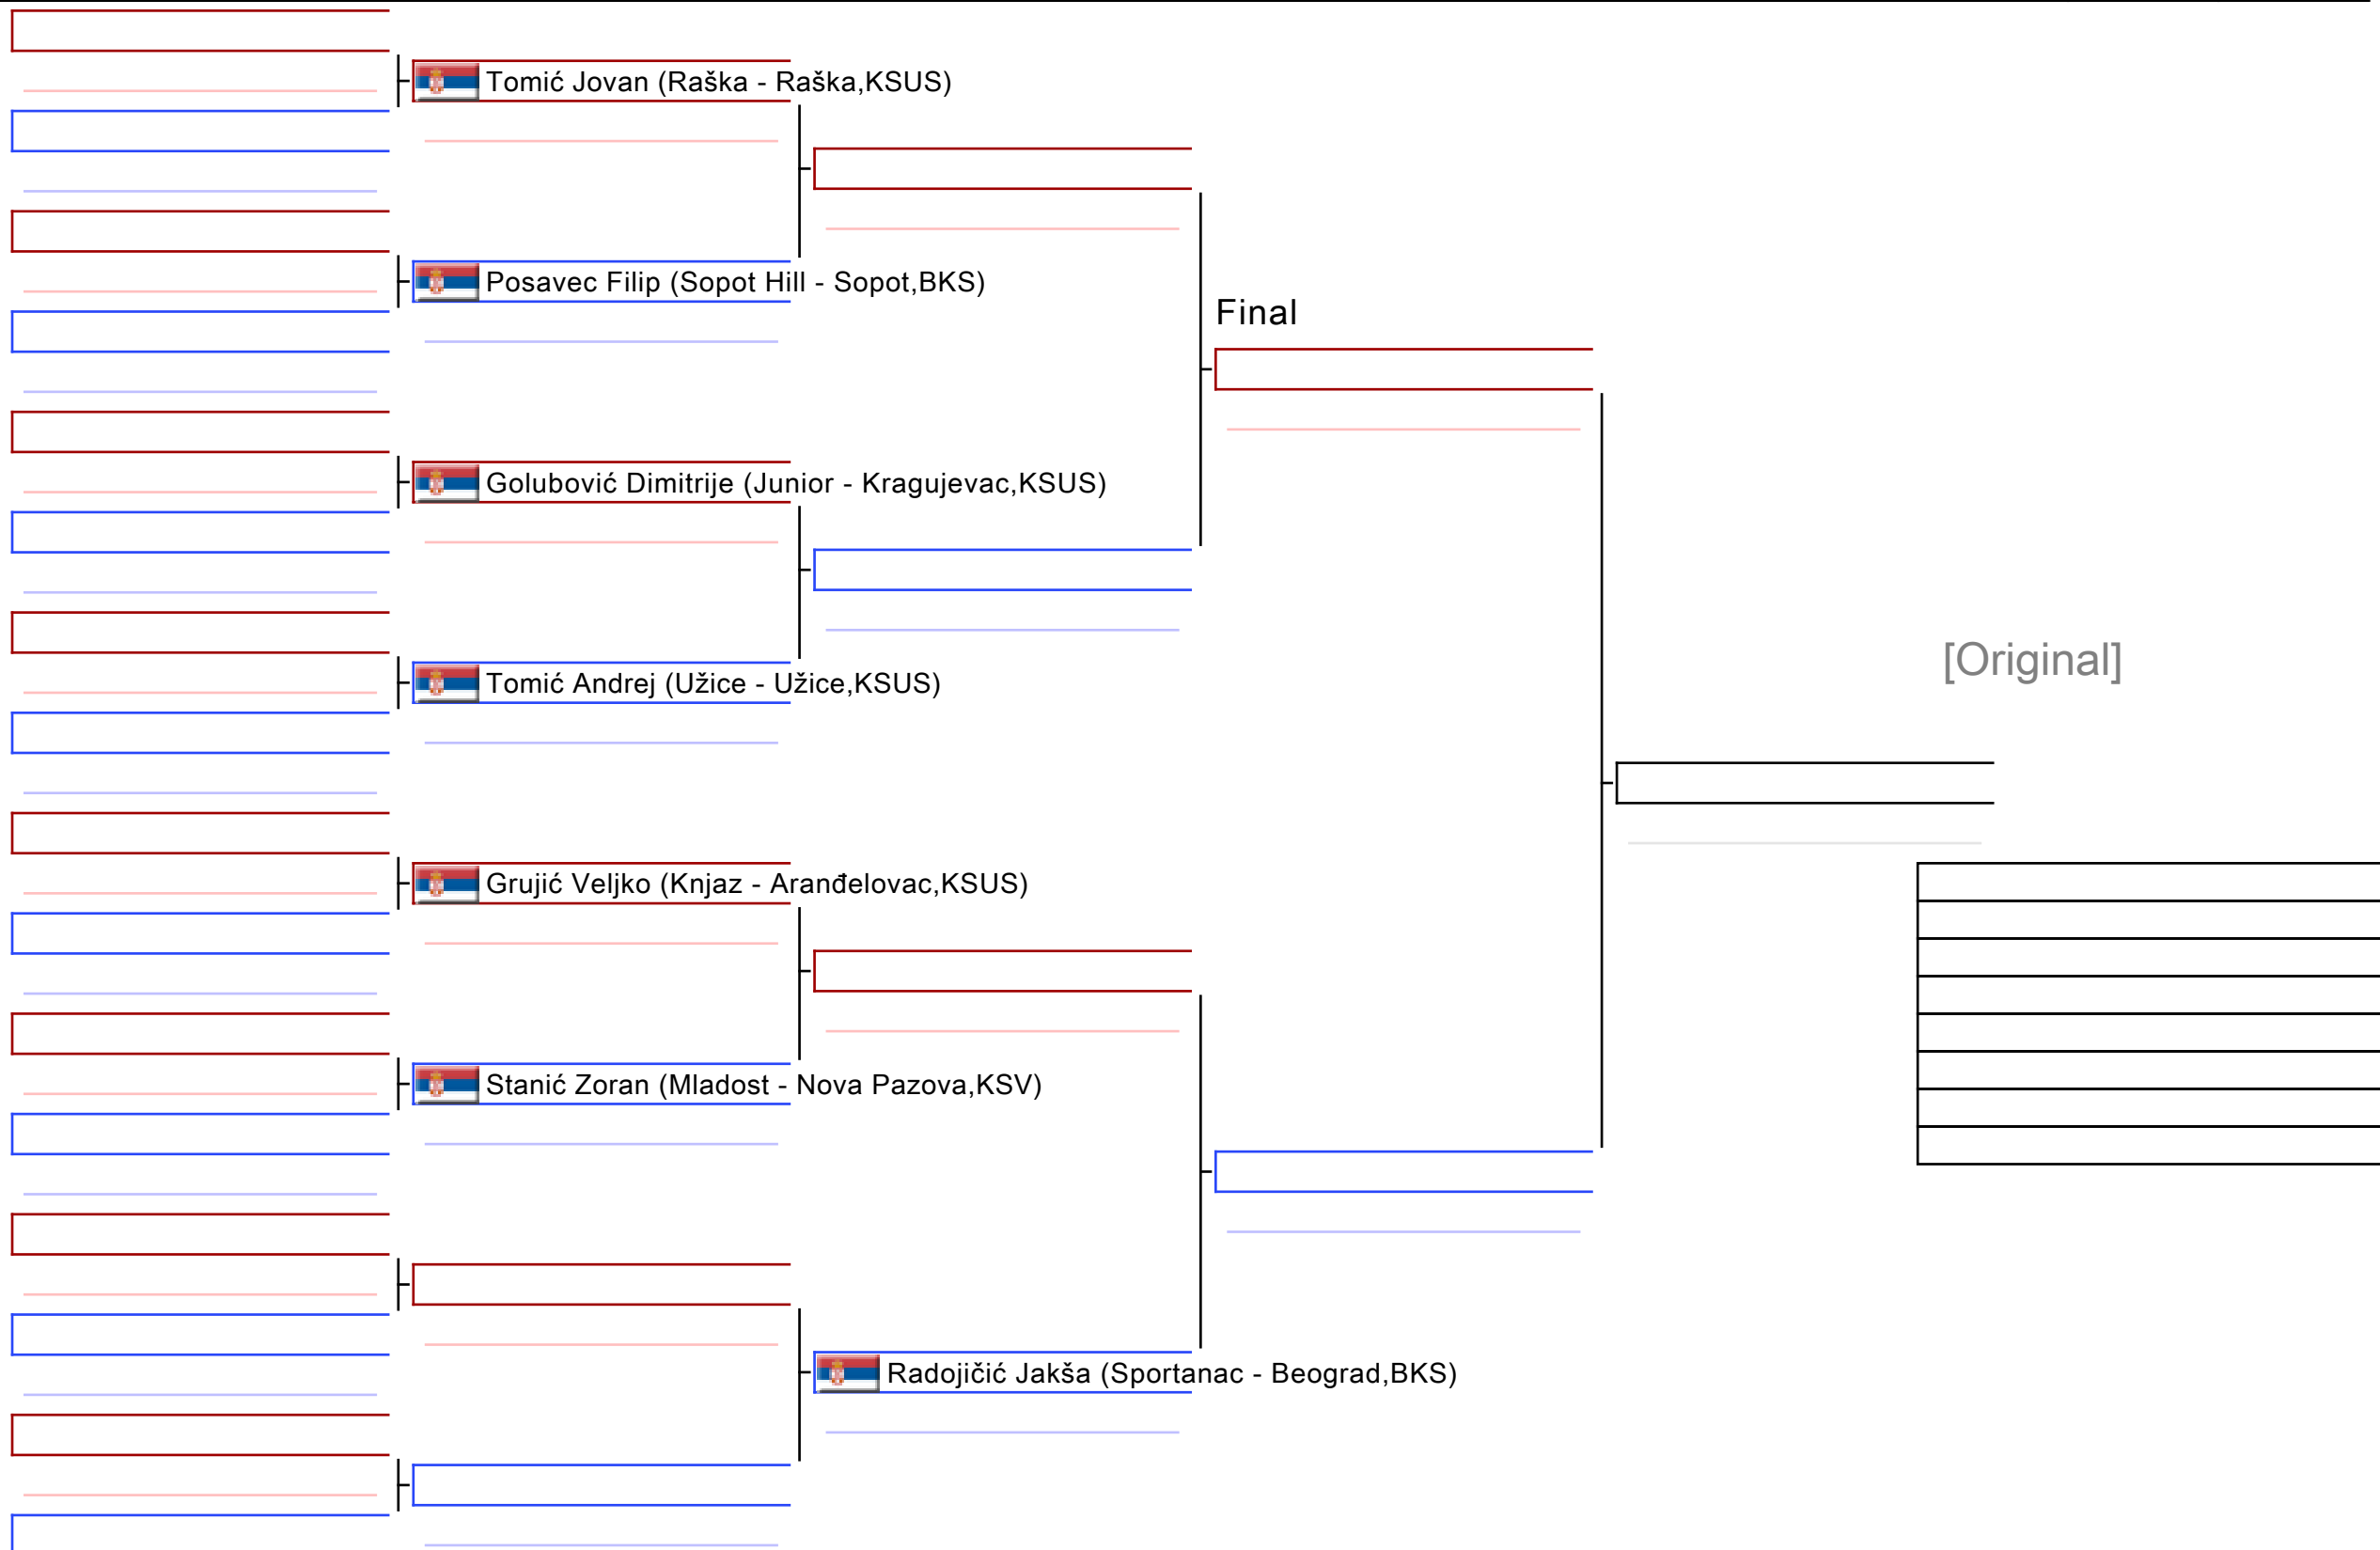 Tomić Jovan (Raška - Raška,KSUS)
Posavec Filip (Sopot Hill - Sopot,BKS)
Final
Golubović Dimitrije (Junior - Kragujevac,KSUS)
[Original]
Tomić Andrej (Užice - Užice,KSUS)
Grujić Veljko (Knjaz - Aranđelovac,KSUS)
Stanić Zoran (Mladost - Nova Pazova,KSV)
Radojičić Jakša (Sportanac - Beograd,BKS)